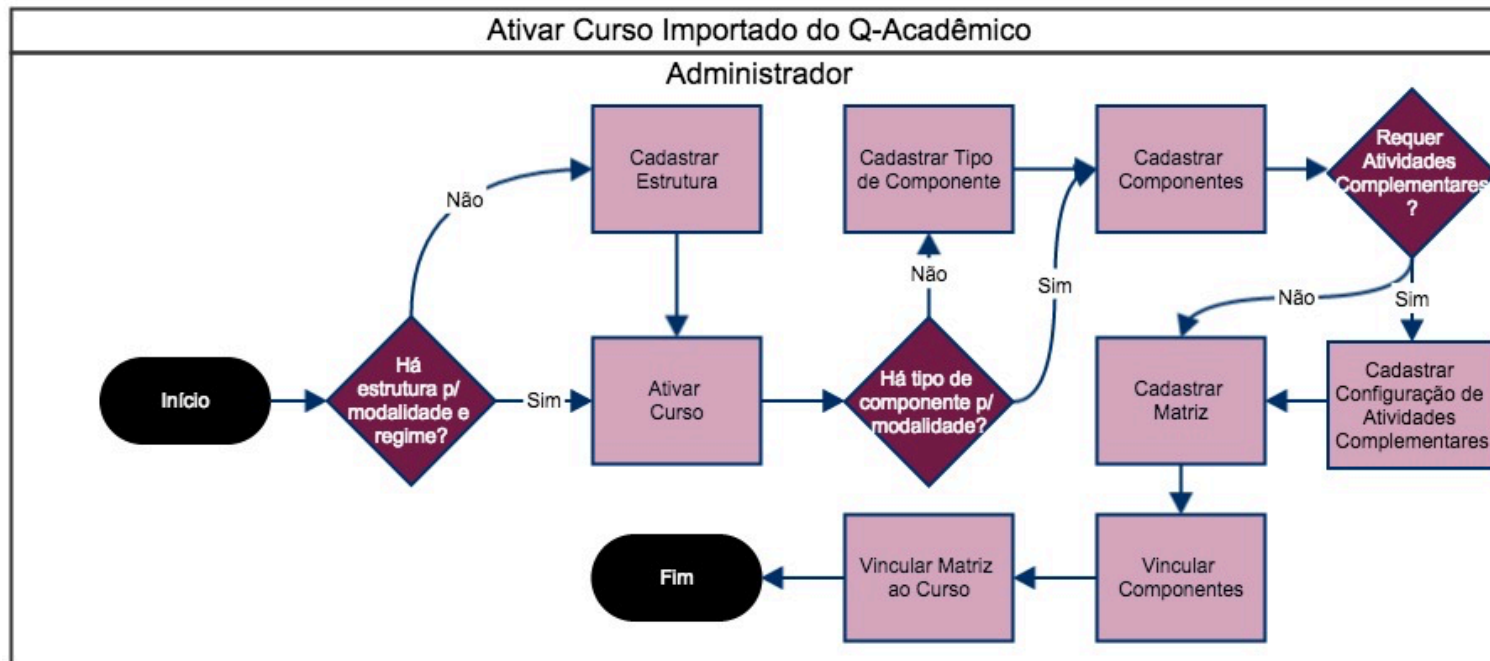 Ativar Curso Importado do Q-Acadêmico
Administrador
Início
Há
estrutura p/
modalidade e
regime?
Não
Sim
Cadastrar
Estrutura
Ativar
Curso
Há tipo de
componente p/
modalidade?
Não
Sim
Cadastrar Tipo
de Componente
Cadastrar
Componentes
Requer
Atividades
Complementares
?
Não
Sim
Cadastrar
Configuração de
Atividades
Complementares
Cadastrar
Matriz
Vincular
Componentes
Vincular Matriz
ao Curso
Fim